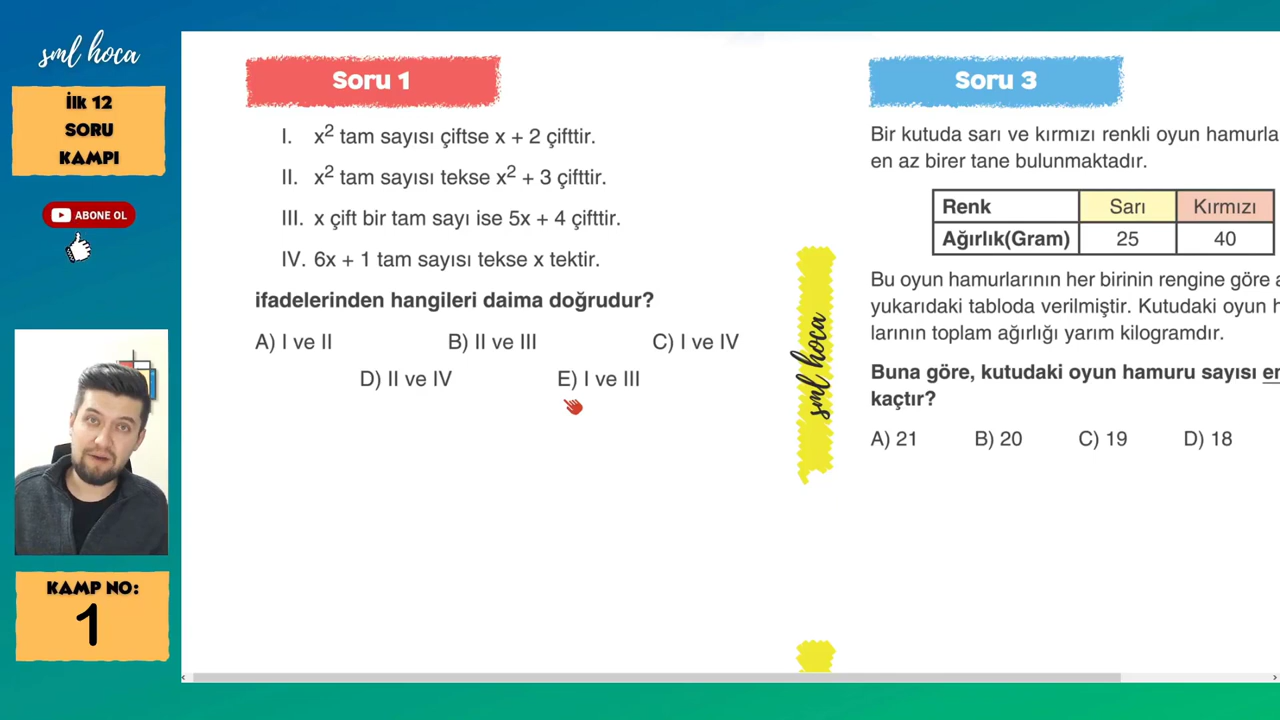 sml hoca
İlk 12
SORU
KAMPI
ABONE OL
KAMP NO:
1
Soru 1
I. x² tam sayısı çiftse x + 2 çifttir.
II. x² tam sayısı tekse x² + 3 çifttir.
III. x çift bir tam sayı ise 5x + 4 çifttir.
IV. 6x + 1 tam sayısı tekse x tektir.
ifadelerinden hangileri daima doğrudur?
A) I ve II B) II ve III C) I ve IV
D) II ve IV E) I ve III
sml hoca
Soru 3
Bir kutuda sarı ve kırmızı renkli oyun hamurla
en az birer tane bulunmaktadır.
Renk Sarı Kırmızı
Ağırlık(Gram) 25 40
Bu oyun hamurlarının her birinin rengine göre a
yukarıdaki tabloda verilmiştir. Kutudaki oyun h
larının toplam ağırlığı yarım kilogramdır.
Buna göre, kutudaki oyun hamuru sayısı en
kaçtır?
A) 21 B) 20 C) 19 D) 18